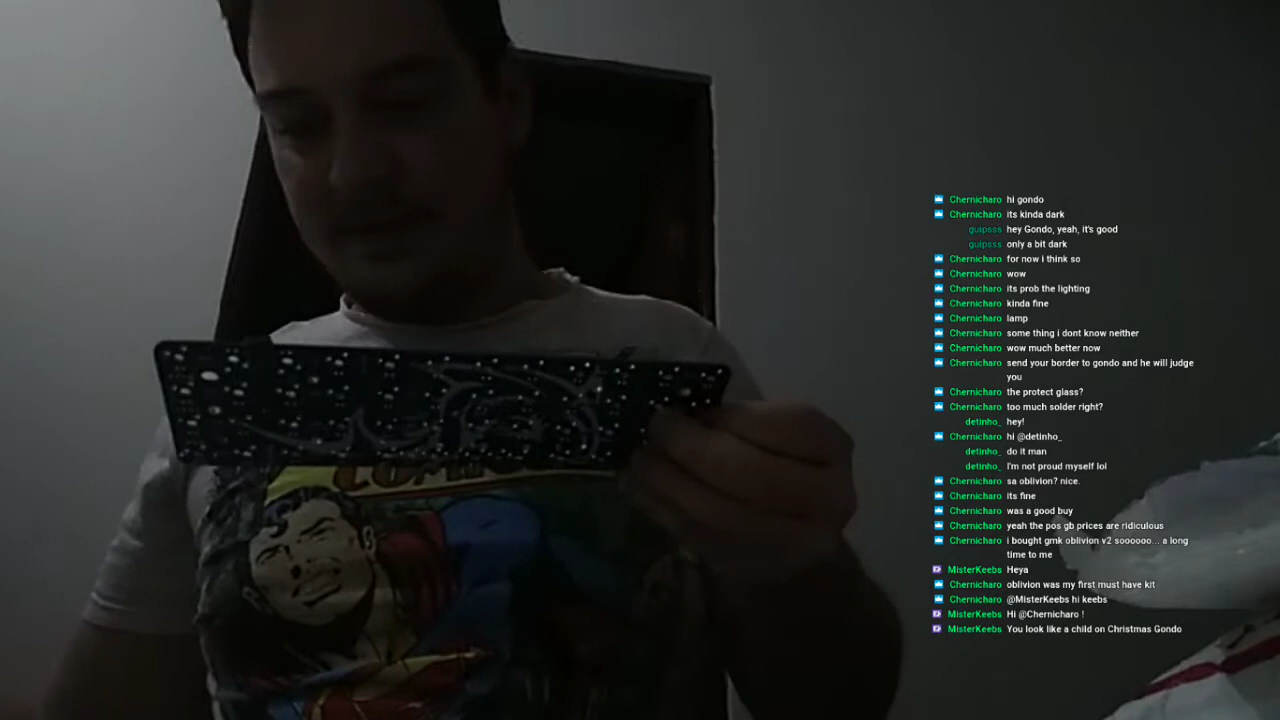 Chernicharo hi gondo
Chernicharo its kinda dark
guipsss hey Gondo, yeah, it's good
guipsss only a bit dark
Chernicharo for now i think so
Chernicharo wow
Chernicharo its prob the lighting
Chernicharo kinda fine
Chernicharo lamp
Chernicharo some thing i dont know neither
Chernicharo wow much better now
Chernicharo send your border to gondo and he will judge
you
Chernicharo the protect glass?
Chernicharo too much solder right?
detinho_ hey!
Chernicharo hi @detinho_
detinho_ do it man
detinho_ I'm not proud myself lol
Chernicharo sa oblivion? nice.
Chernicharo its fine
Chernicharo was a good buy
Chernicharo yeah the pos gb prices are ridiculous
Chernicharo i bought gmk oblivion v2 soooooo... a long
time to me
MisterKeebs Heya
Chernicharo oblivion was my first must have kit
Chernicharo @MisterKeebs hi keebs
MisterKeebs Hi @Chernicharo !
MisterKeebs You look like a child on Christmas Gondo